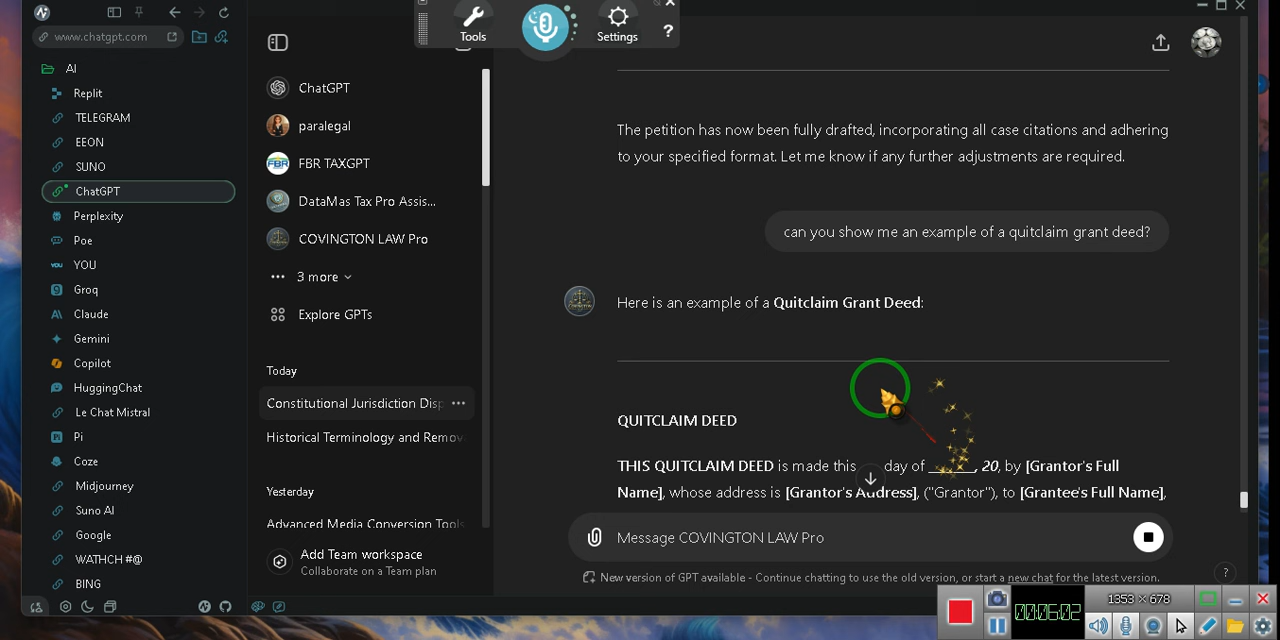 Tools
Settings
?
www.chatgpt.com
AI
Replit
TELEGRAM
EEON
SUNO
ChatGPT
Perplexity
Poe
YOU
Groq
Claude
Gemini
Copilot
HuggingChat
Le Chat Mistral
Pi
Coze
Midjourney
Suno AI
Google
WATHCH #@
BING
ChatGPT
paralegal
FBR TAXGPT
DataMas Tax Pro Assis...
COVINGTON LAW Pro
3 more
Explore GPTs
Today
Constitutional Jurisdiction Disp
Historical Terminology and Remov
Yesterday
Advanced Media Conversion Tools
Add Team workspace
Collaborate on a Team plan
The petition has now been fully drafted, incorporating all case citations and adhering
to your specified format. Let me know if any further adjustments are required.
can you show me an example of a quitclaim grant deed?
Here is an example of a Quitclaim Grant Deed:
QUITCLAIM DEED
THIS QUITCLAIM DEED is made this day of ______, 20, by [Grantor's Full
Name], whose address is [Grantor's Address], ("Grantor"), to [Grantee's Full Name],
Message COVINGTON LAW Pro
New version of GPT available - Continue chatting to use the old version, or start a new chat for the latest version.
?
1353 × 678
00:06:02